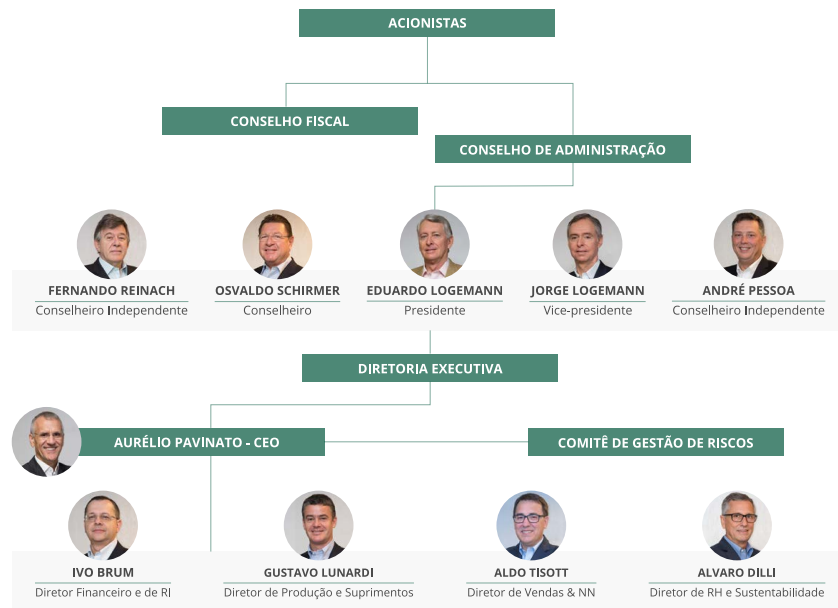 ACIONISTAS
CONSELHO FISCAL
CONSELHO DE ADMINISTRAÇÃO
FERNANDO REINACH
Conselheiro Independente
OSVALDO SCHIRMER
Conselheiro
EDUARDO LOGEMANN
Presidente
JORGE LOGEMANN
Vice-presidente
ANDRÉ PESSOA
Conselheiro Independente
DIRETORIA EXECUTIVA
AURÉLIO PAVINATO - CEO
COMITÊ DE GESTÃO DE RISCOS
IVO BRUM
Diretor Financeiro e de RI
GUSTAVO LUNARDI
Diretor de Produção e Suprimentos
ALDO TISOTT
Diretor de Vendas & NN
ALVARO DILLI
Diretor de RH e Sustentabilidade